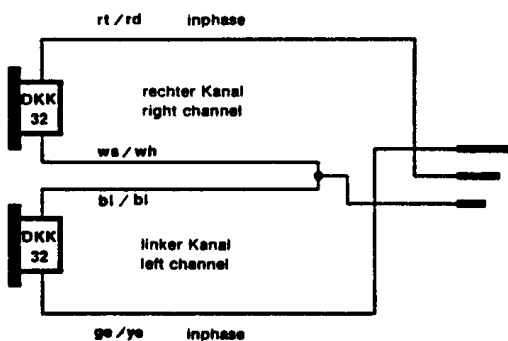 rt/rd inphase
DKK
32
rechter Kanal
right channel
ws/wh
bl/bl
DKK
32
linker Kanal
left channel
ge/ye inphase